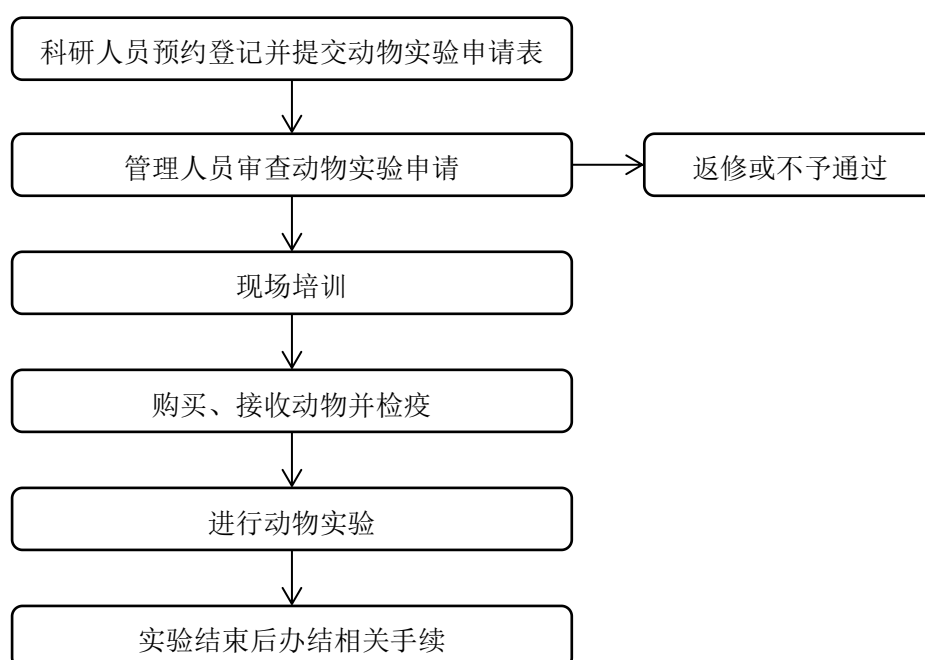 科研人员预约登记并提交动物实验申请表
管理人员审查动物实验申请
返修或不予通过
现场培训
购买、接收动物并检疫
进行动物实验
实验结束后办结相关手续